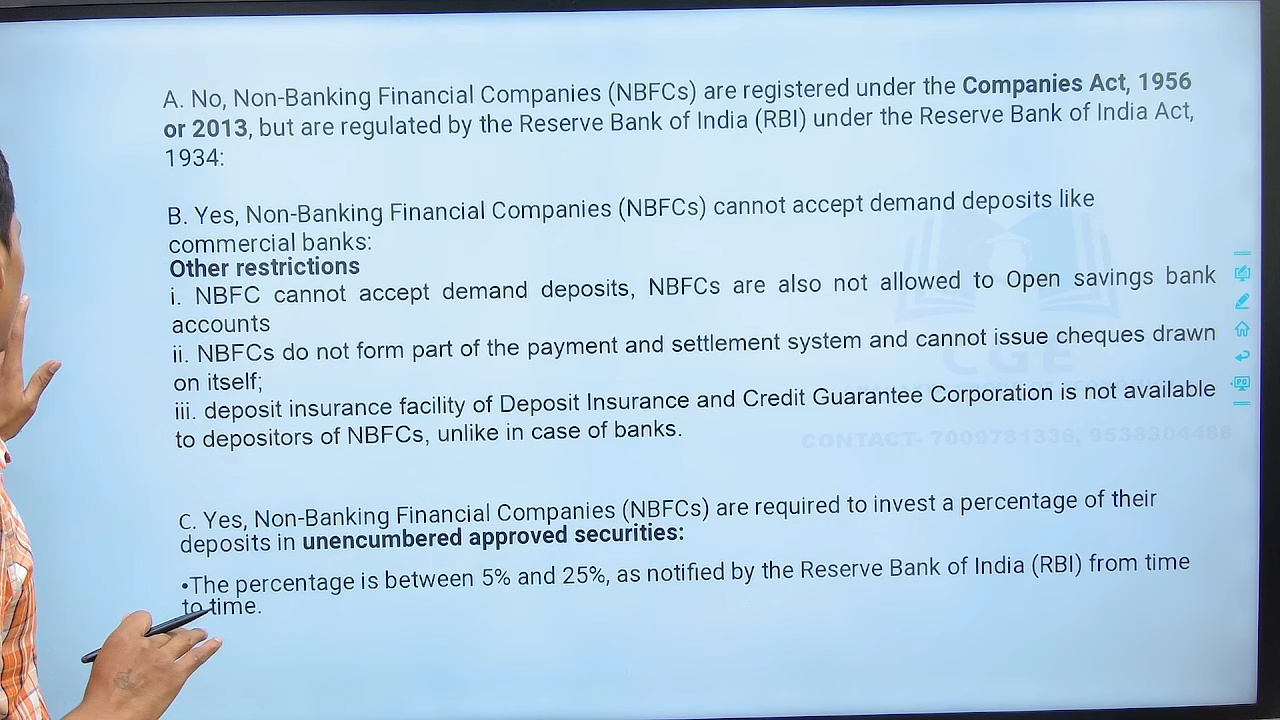 A. No, Non-Banking Financial Companies (NBFCs) are registered under the Companies Act, 1956
or 2013, but are regulated by the Reserve Bank of India (RBI) under the Reserve Bank of India Act,
1934:
B. Yes, Non-Banking Financial Companies (NBFCs) cannot accept demand deposits like
commercial banks:
Other restrictions
i. NBFC cannot accept demand deposits, NBFCs are also not allowed to Open savings bank
accounts
ii. NBFCs do not form part of the payment and settlement system and cannot issue cheques drawn
on itself;
iii. deposit insurance facility of Deposit Insurance and Credit Guarantee Corporation is not available
to depositors of NBFCs, unlike in case of banks.
CGE
CONTACT- 7009781336, 9538304488
C. Yes, Non-Banking Financial Companies (NBFCs) are required to invest a percentage of their
deposits in unencumbered approved securities:
•The percentage is between 5% and 25%, as notified by the Reserve Bank of India (RBI) from time
to time.